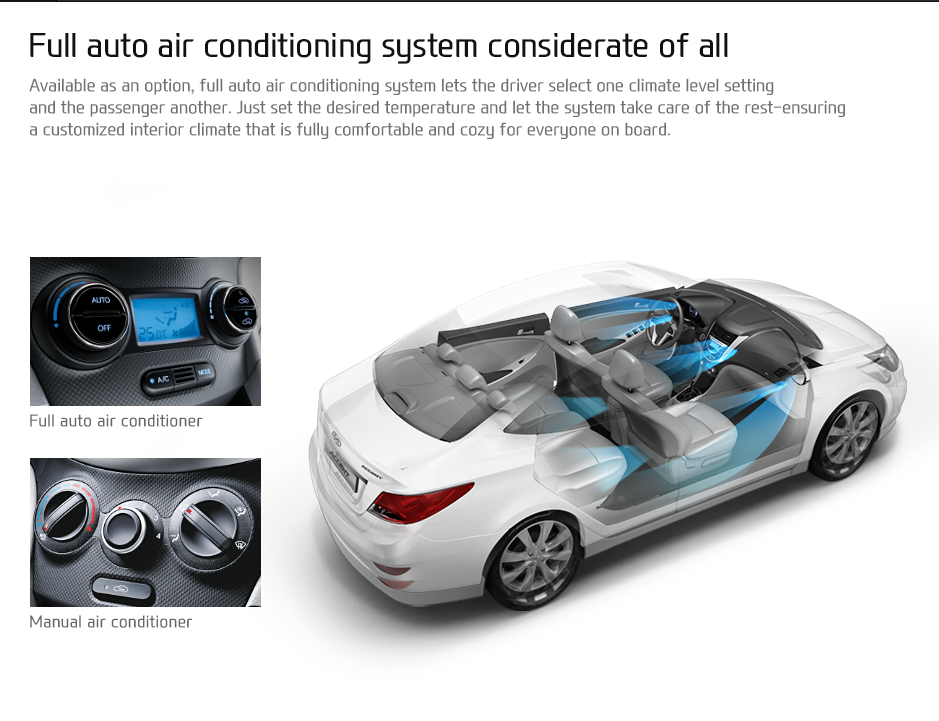 Full auto air conditioning system considerate of all
Available as an option, full auto air conditioning system lets the driver select one climate level setting
and the passenger another. Just set the desired temperature and let the system take care of the rest-ensuring
a customized interior climate that is fully comfortable and cozy for everyone on board.
AUTO
OFF
A/C
MODE
Full auto air conditioner
4
Manual air conditioner
ACCENT